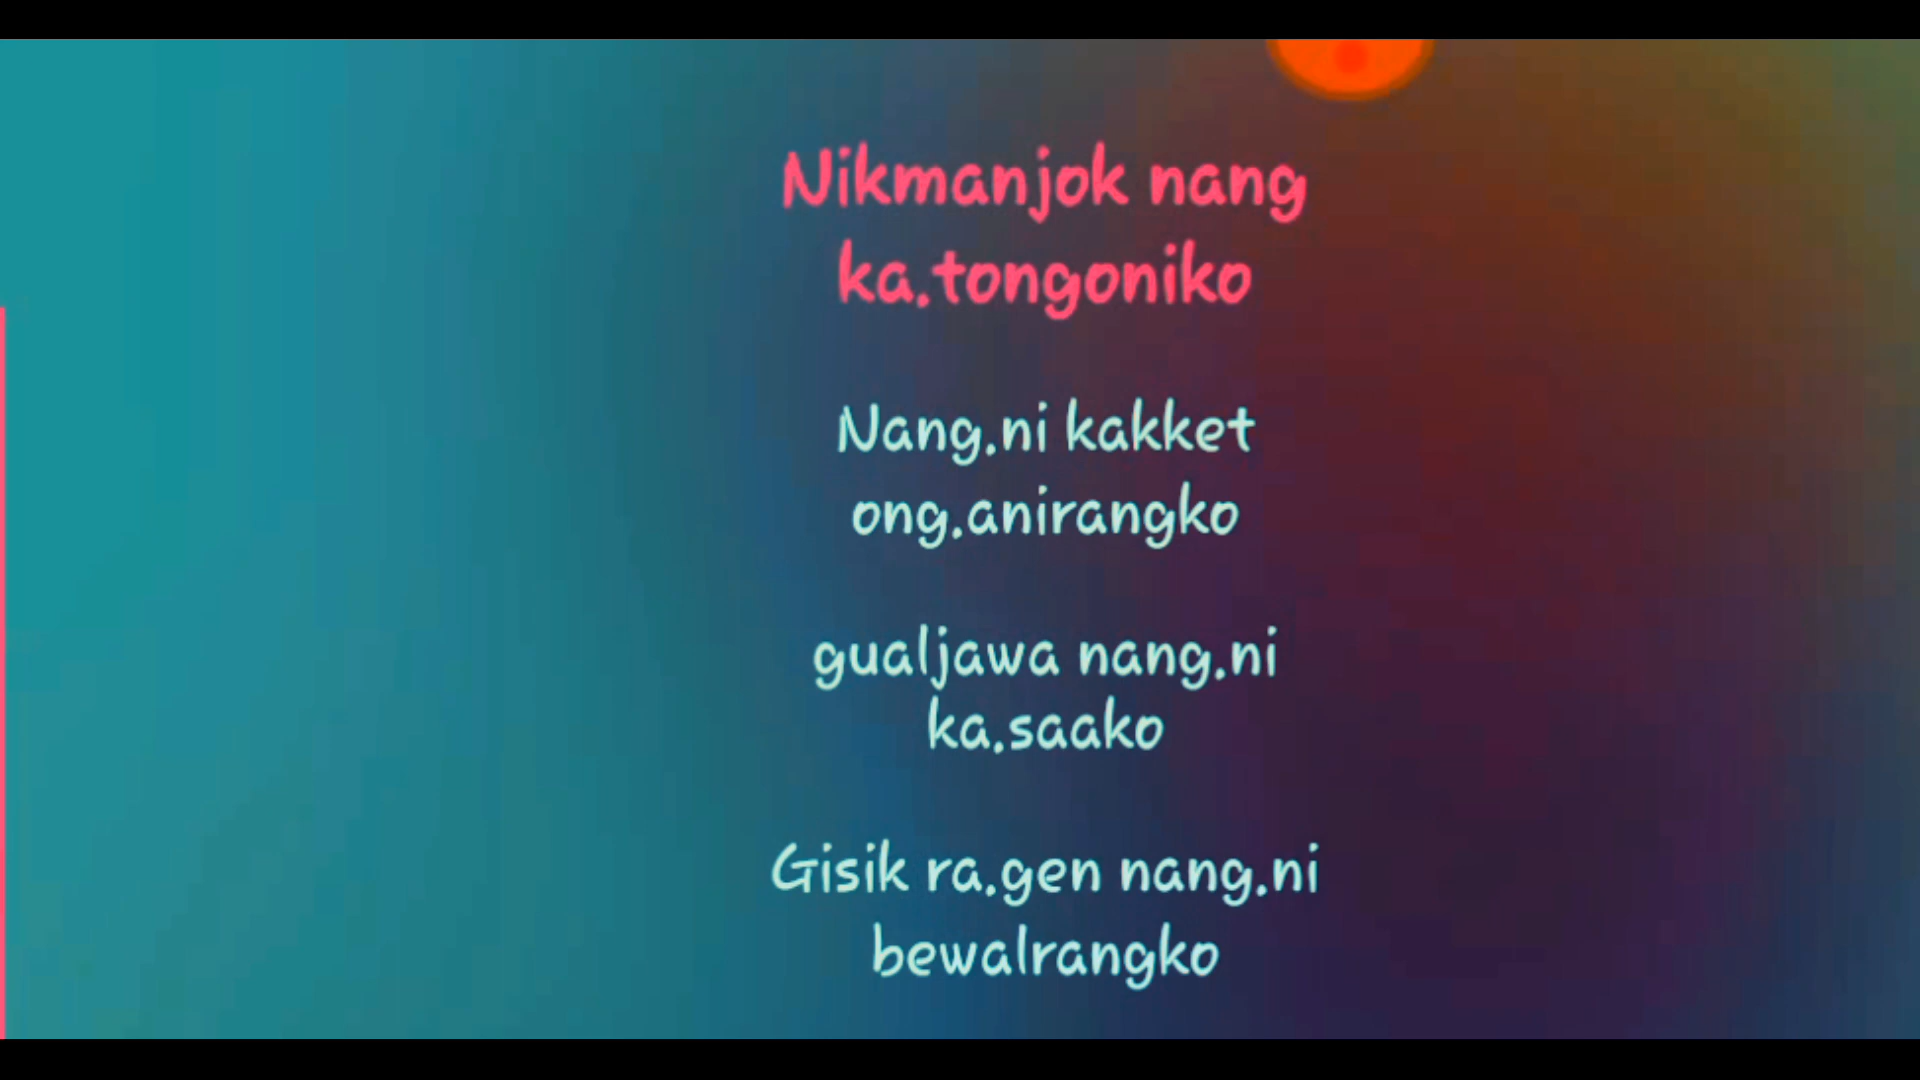 Nikmanjok nang
ka.tongoniko
Nang.ni kakket
ong.anirangko
gualjawa nang.ni
ka.saako
Gisik ra.gen nang.ni
bewalrangko